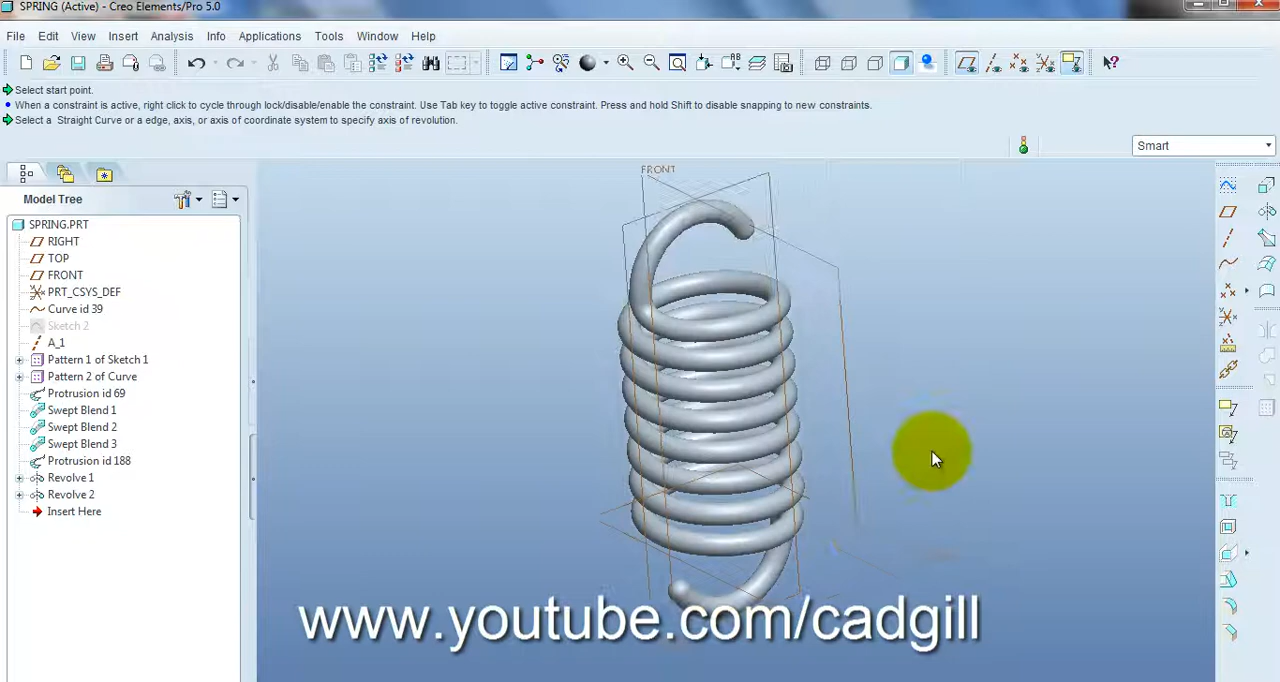 SPRING (Active) - Creo Elements/Pro 5.0
File Edit View Insert Analysis Info Applications Tools Window Help
Select start point.
When a constraint is active, right click to cycle through lock/disable/enable the constraint. Use Tab key to toggle active constraint. Press and hold Shift to disable snapping to new constraints.
Select a Straight Curve or a edge, axis, or axis of coordinate system to specify axis of revolution.
Smart
Model Tree
SPRING.PRT
RIGHT
TOP
FRONT
PRT_CSYS_DEF
Curve id 39
Sketch 2
A_1
Pattern 1 of Sketch 1
Pattern 2 of Curve
Protrusion id 69
Swept Blend 1
Swept Blend 2
Swept Blend 3
Protrusion id 188
Revolve 1
Revolve 2
Insert Here
FRONT
www.youtube.com/cadgill